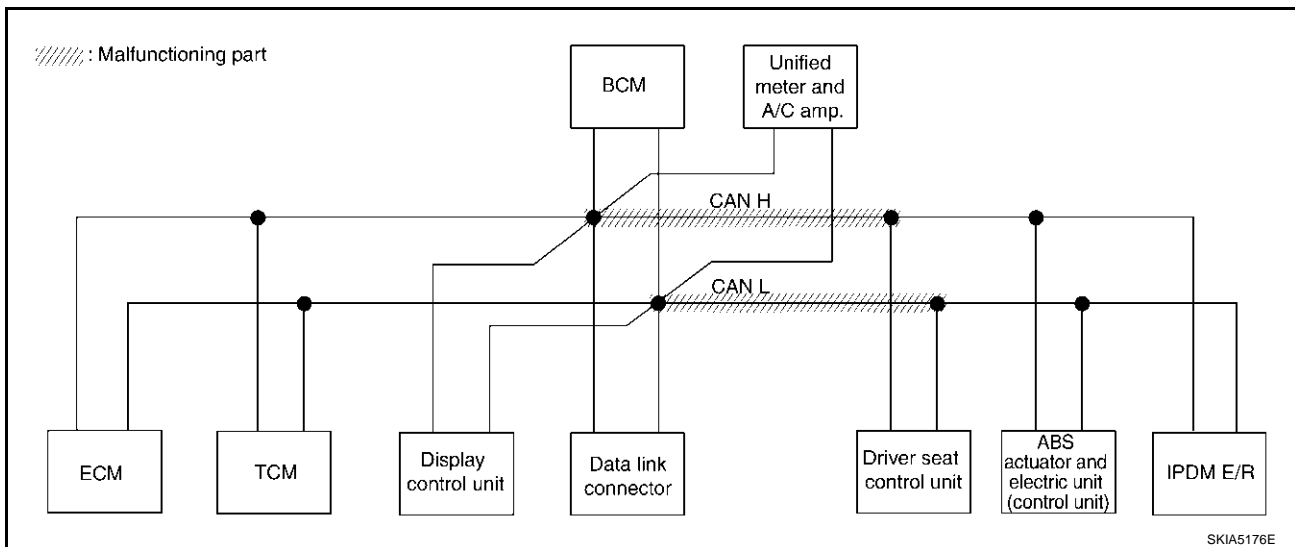 : Malfunctioning part
BCM
Unified
meter and
A/C amp.
CAN H
CAN L
ECM
TCM
Display
control unit
Data link
connector
Driver seat
control unit
ABS
actuator and
electric unit
(control unit)
IPDM E/R
SKIA5176E